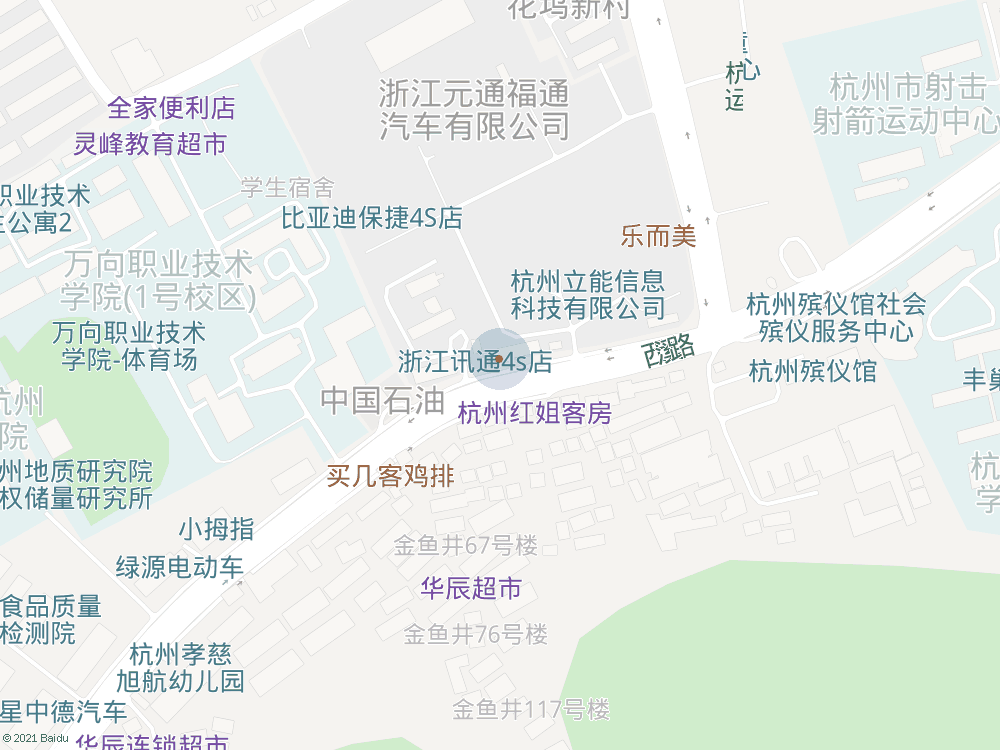 花坞新村
浙江元通福通
汽车有限公司
杭州市射击
射箭运动中心
全家便利店
灵峰教育超市
学生宿舍
职业技术
公寓2
比亚迪保捷4S店
乐而美
万向职业技术
学院(1号校区)
杭州立能信息
科技有限公司
杭州殡仪馆社会
殡仪服务中心
万向职业技术
学院-体育场
浙江讯通4s店
西溪路
杭州殡仪馆
丰巢
中国石油
杭州红姐客房
杭州
院
买几客鸡排
州地质研究院
权储量研究所
杭
学
小拇指
金鱼井67号楼
绿源电动车
华辰超市
食品质量
检测院
金鱼井76号楼
杭州孝慈
旭航幼儿园
星中德汽车
金鱼井117号楼
华辰连锁超市
© 2021 Baidu